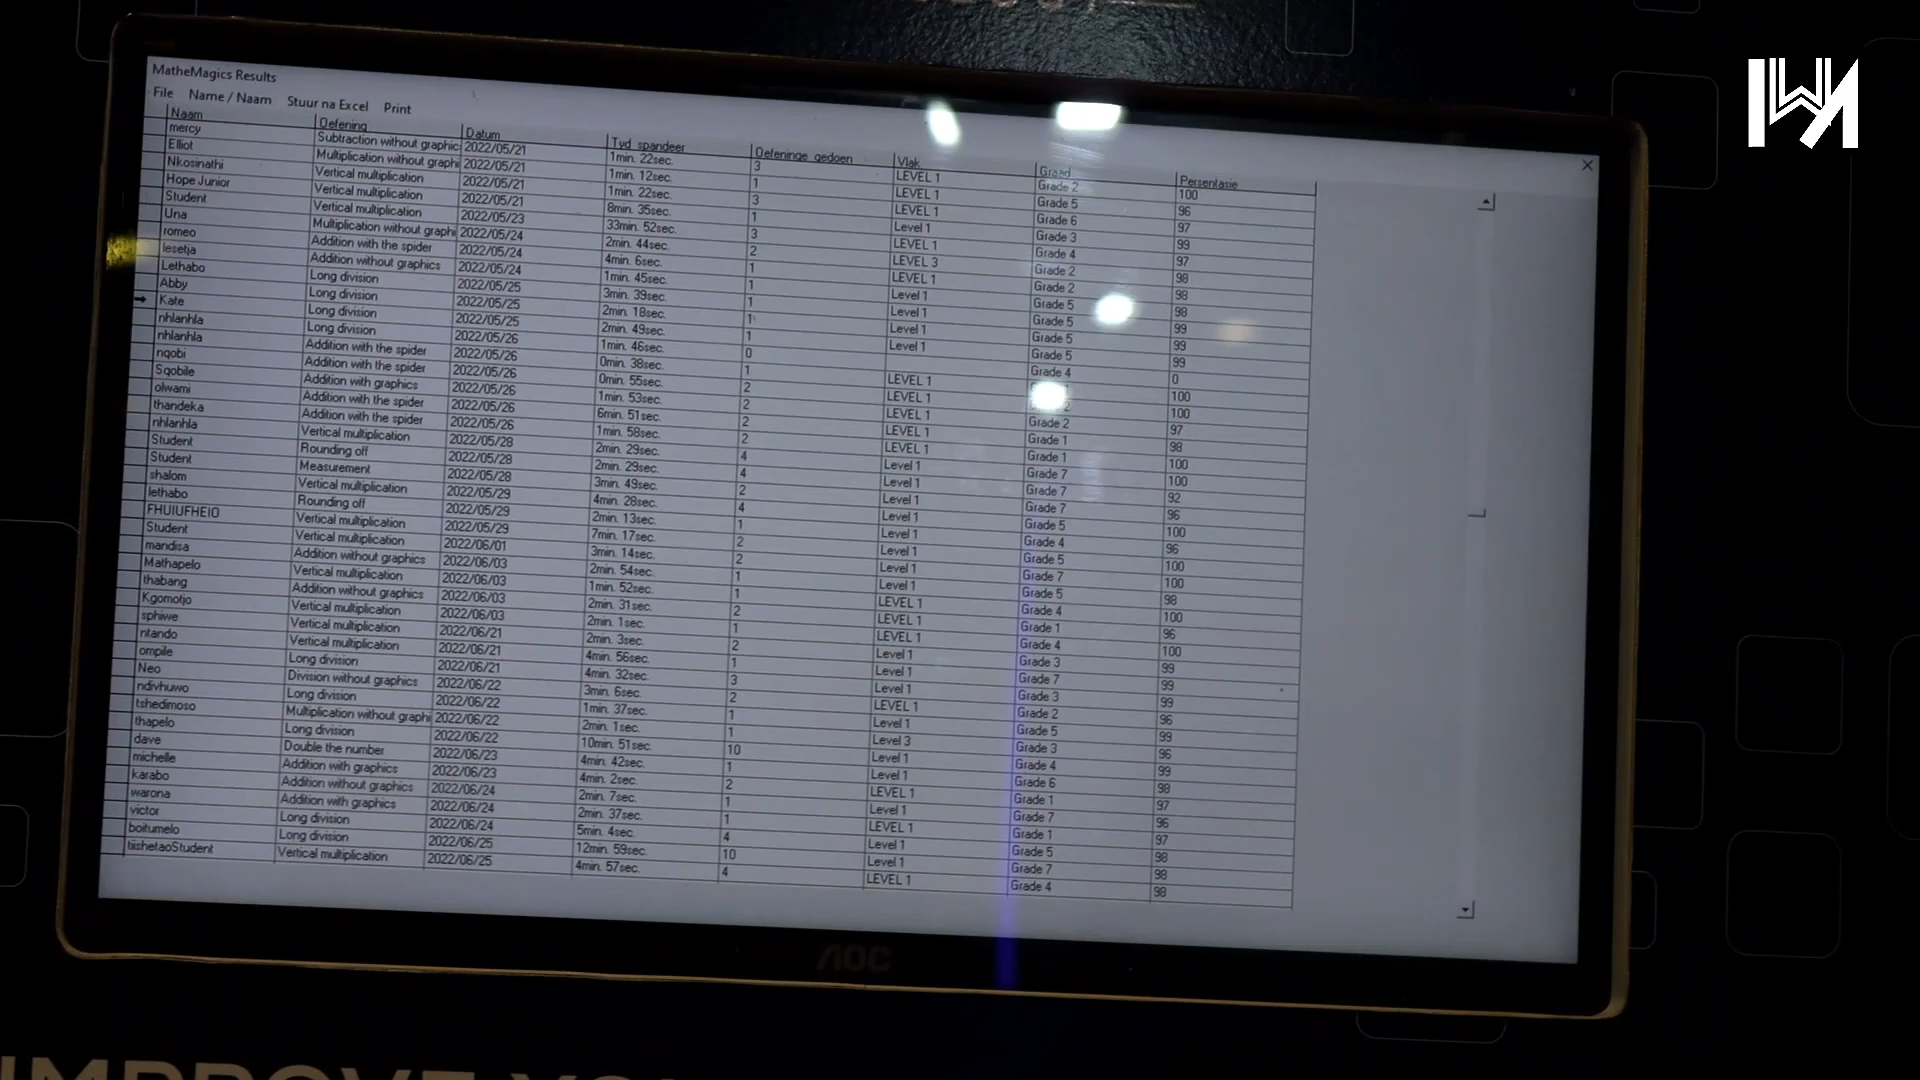 MatheMagics Results
File Name / Naam Stuur na Excel Print
Naam Oefening Datum Tyd spandeer Oefeninge gedoen Vlak Graad Persentasie
mercy Subtraction without graphic 2022/05/21 1min. 22sec. 3 LEVEL 1 Grade 2 100
Elliot Multiplication without graphi 2022/05/21 1min. 12sec. 1 LEVEL 1 Grade 5 96
Nkosinathi Vertical multiplication 2022/05/21 1min. 22sec. 3 LEVEL 1 Grade 6 97
Hope Junior Vertical multiplication 2022/05/21 8min. 35sec. 1 Level 1 Grade 3 99
Student Vertical multiplication 2022/05/23 33min. 52sec. 3 LEVEL 1 Grade 4 97
Una Multiplication without graphi 2022/05/24 2min. 44sec. 2 LEVEL 3 Grade 2 98
romeo Addition with the spider 2022/05/24 4min. 6sec. 1 LEVEL 1 Grade 2 98
lesetja Addition without graphics 2022/05/24 1min. 45sec. 1 Level 1 Grade 5 98
Lethabo Long division 2022/05/25 3min. 39sec. 1 Level 1 Grade 5 99
Abby Long division 2022/05/25 2min. 18sec. 1 Level 1 Grade 5 99
Kate Long division 2022/05/25 2min. 49sec. 1 Level 1 Grade 5 99
nhlanhla Long division 2022/05/26 1min. 46sec. 0 Grade 4 0
nhlanhla Addition with the spider 2022/05/26 0min. 38sec. 1 LEVEL 1 100
nqobi Addition with the spider 2022/05/26 0min. 55sec. 2 LEVEL 1 2 100
Sqobile Addition with graphics 2022/05/26 1min. 53sec. 2 LEVEL 1 Grade 2 97
olwami Addition with the spider 2022/05/26 6min. 51sec. 2 LEVEL 1 Grade 1 98
thandeka Addition with the spider 2022/05/26 1min. 58sec. 2 LEVEL 1 Grade 1 100
nhlanhla Vertical multiplication 2022/05/28 2min. 29sec. 4 Level 1 Grade 7 100
Student Rounding off 2022/05/28 2min. 29sec. 4 Level 1 Grade 7 92
Student Measurement 2022/05/28 3min. 49sec. 2 Level 1 Grade 7 96
shalom Vertical multiplication 2022/05/29 4min. 28sec. 4 Level 1 Grade 5 100
lethabo Rounding off 2022/05/29 2min. 13sec. 1 Level 1 Grade 4 96
FHUIUFHEIO Vertical multiplication 2022/05/29 7min. 17sec. 2 Level 1 Grade 5 100
Student Vertical multiplication 2022/06/01 3min. 14sec. 2 Level 1 Grade 7 100
mandisa Addition without graphics 2022/06/03 2min. 54sec. 1 Level 1 Grade 5 98
Mathapelo Vertical multiplication 2022/06/03 1min. 52sec. 1 LEVEL 1 Grade 4 100
thabang Addition without graphics 2022/06/03 2min. 31sec. 2 LEVEL 1 Grade 1 96
Kgomotjo Vertical multiplication 2022/06/03 2min. 1sec. 1 LEVEL 1 Grade 4 100
sphiwe Vertical multiplication 2022/06/21 2min. 3sec. 2 Level 1 Grade 3 99
ntando Vertical multiplication 2022/06/21 4min. 56sec. 1 Level 1 Grade 7 99
ompile Long division 2022/06/21 4min. 32sec. 3 Level 1 Grade 3 99
Neo Division without graphics 2022/06/22 3min. 6sec. 2 LEVEL 1 Grade 2 96
ndivhuwo Long division 2022/06/22 1min. 37sec. 1 Level 1 Grade 5 99
tshedimoso Multiplication without graphi 2022/06/22 2min. 1sec. 1 Level 3 Grade 3 96
thapelo Long division 2022/06/22 10min. 51sec. 10 Level 1 Grade 4 99
dave Double the number 2022/06/23 4min. 42sec. 1 Level 1 Grade 6 98
michelle Addition with graphics 2022/06/23 4min. 2sec. 2 LEVEL 1 Grade 1 97
karabo Addition without graphics 2022/06/24 2min. 7sec. 1 Level 1 Grade 7 96
warona Addition with graphics 2022/06/24 2min. 37sec. 1 LEVEL 1 Grade 1 97
victor Long division 2022/06/24 5min. 4sec. 4 Level 1 Grade 5 98
boitumelo Long division 2022/06/25 12min. 59sec. 10 Level 1 Grade 7 98
tiishetaoStudent Vertical multiplication 2022/06/25 4min. 57sec. 4 LEVEL 1 Grade 4 98
AOC